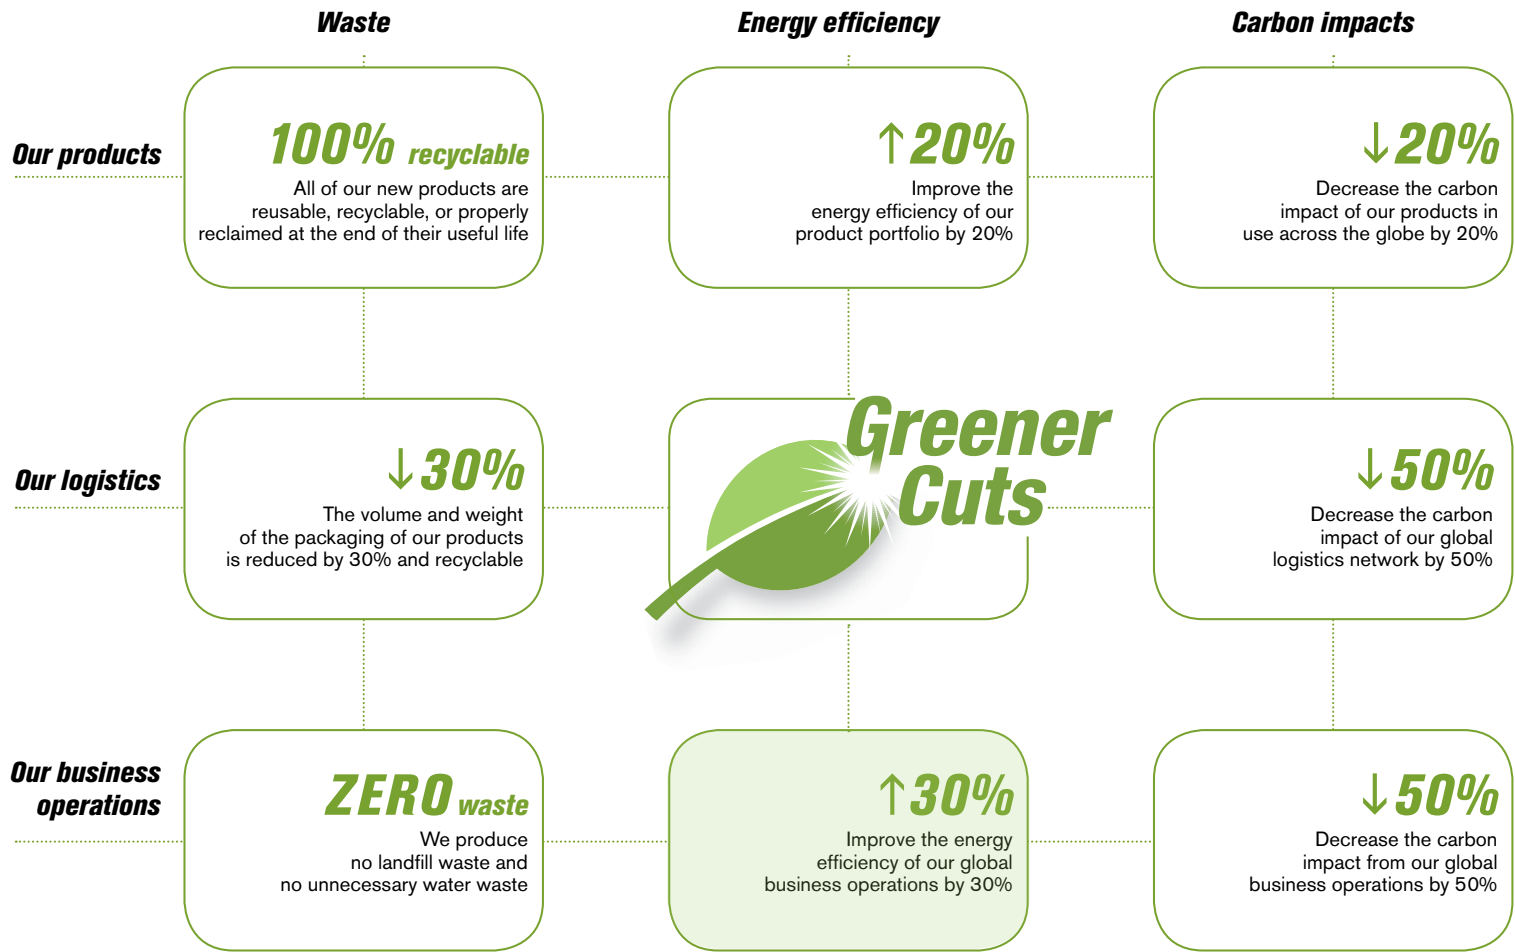 Waste
Energy efficiency
Carbon impacts
Our products
100% recyclable
All of our new products are
reusable, recyclable, or properly
reclaimed at the end of their useful life
↑20%
Improve the
energy efficiency of our
product portfolio by 20%
↓20%
Decrease the carbon
impact of our products in
use across the globe by 20%
Our logistics
↓30%
The volume and weight
of the packaging of our products
is reduced by 30% and recyclable
Greener
Cuts
↓50%
Decrease the carbon
impact of our global
logistics network by 50%
Our business
operations
ZERO waste
We produce
no landfill waste and
no unnecessary water waste
↑30%
Improve the energy
efficiency of our global
business operations by 30%
↓50%
Decrease the carbon
impact from our global
business operations by 50%